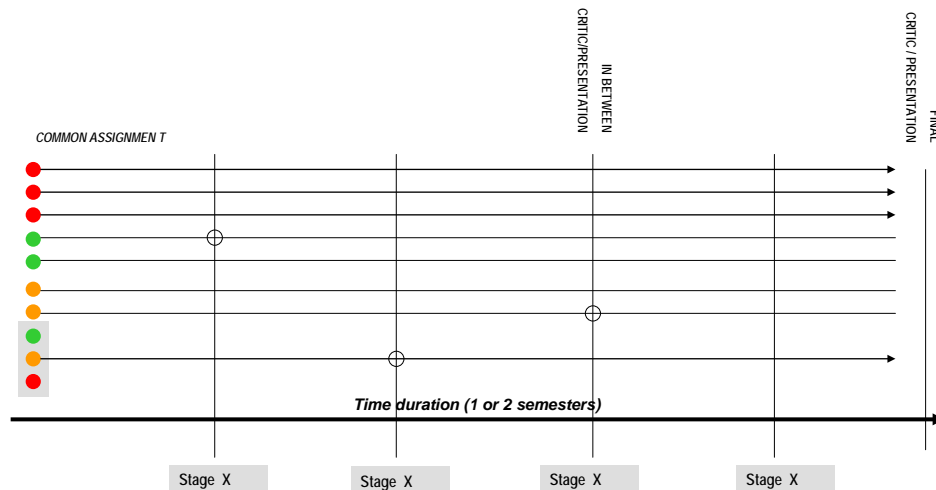 CRITIC/PRESENTATION
IN BETWEEN
CRITIC / PRESENTATION
FINAL
COMMON ASSIGNMEN T
Time duration (1 or 2 semesters)
Stage X
Stage X
Stage X
Stage X